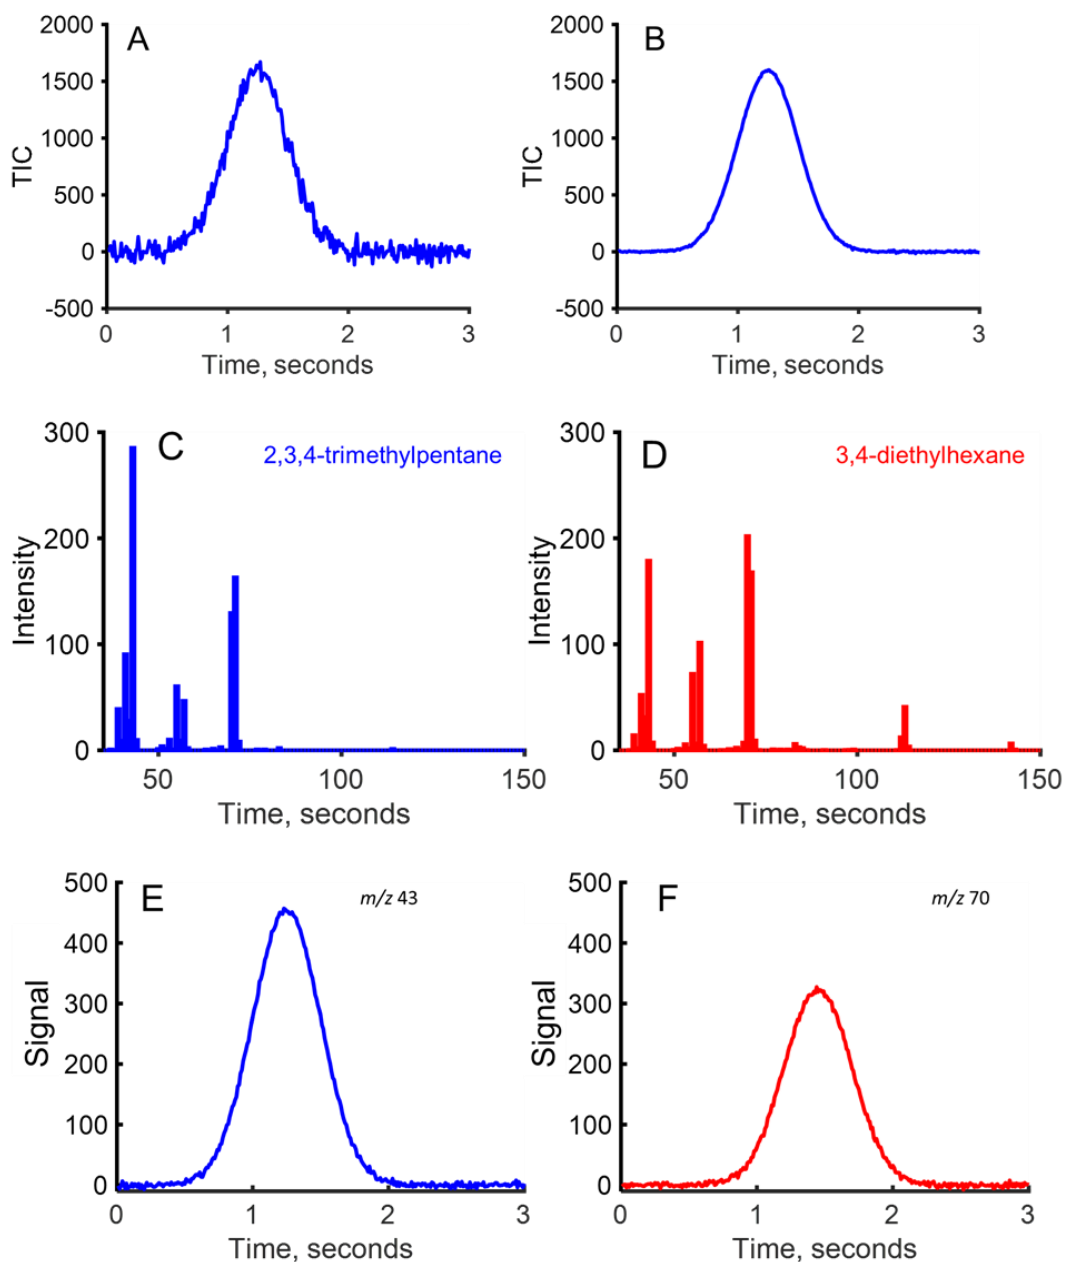 A
2000
1500
1000
500
0
-500
TIC
0 1 2 3
Time, seconds
B
2000
1500
1000
500
0
-500
TIC
0 1 2 3
Time, seconds
C
2,3,4-trimethylpentane
300
200
100
0
Intensity
50 100 150
Time, seconds
D
3,4-diethylhexane
300
200
100
0
Intensity
50 100 150
Time, seconds
E
m/z 43
500
400
300
200
100
0
Signal
0 1 2 3
Time, seconds
F
m/z 70
500
400
300
200
100
0
Signal
0 1 2 3
Time, seconds